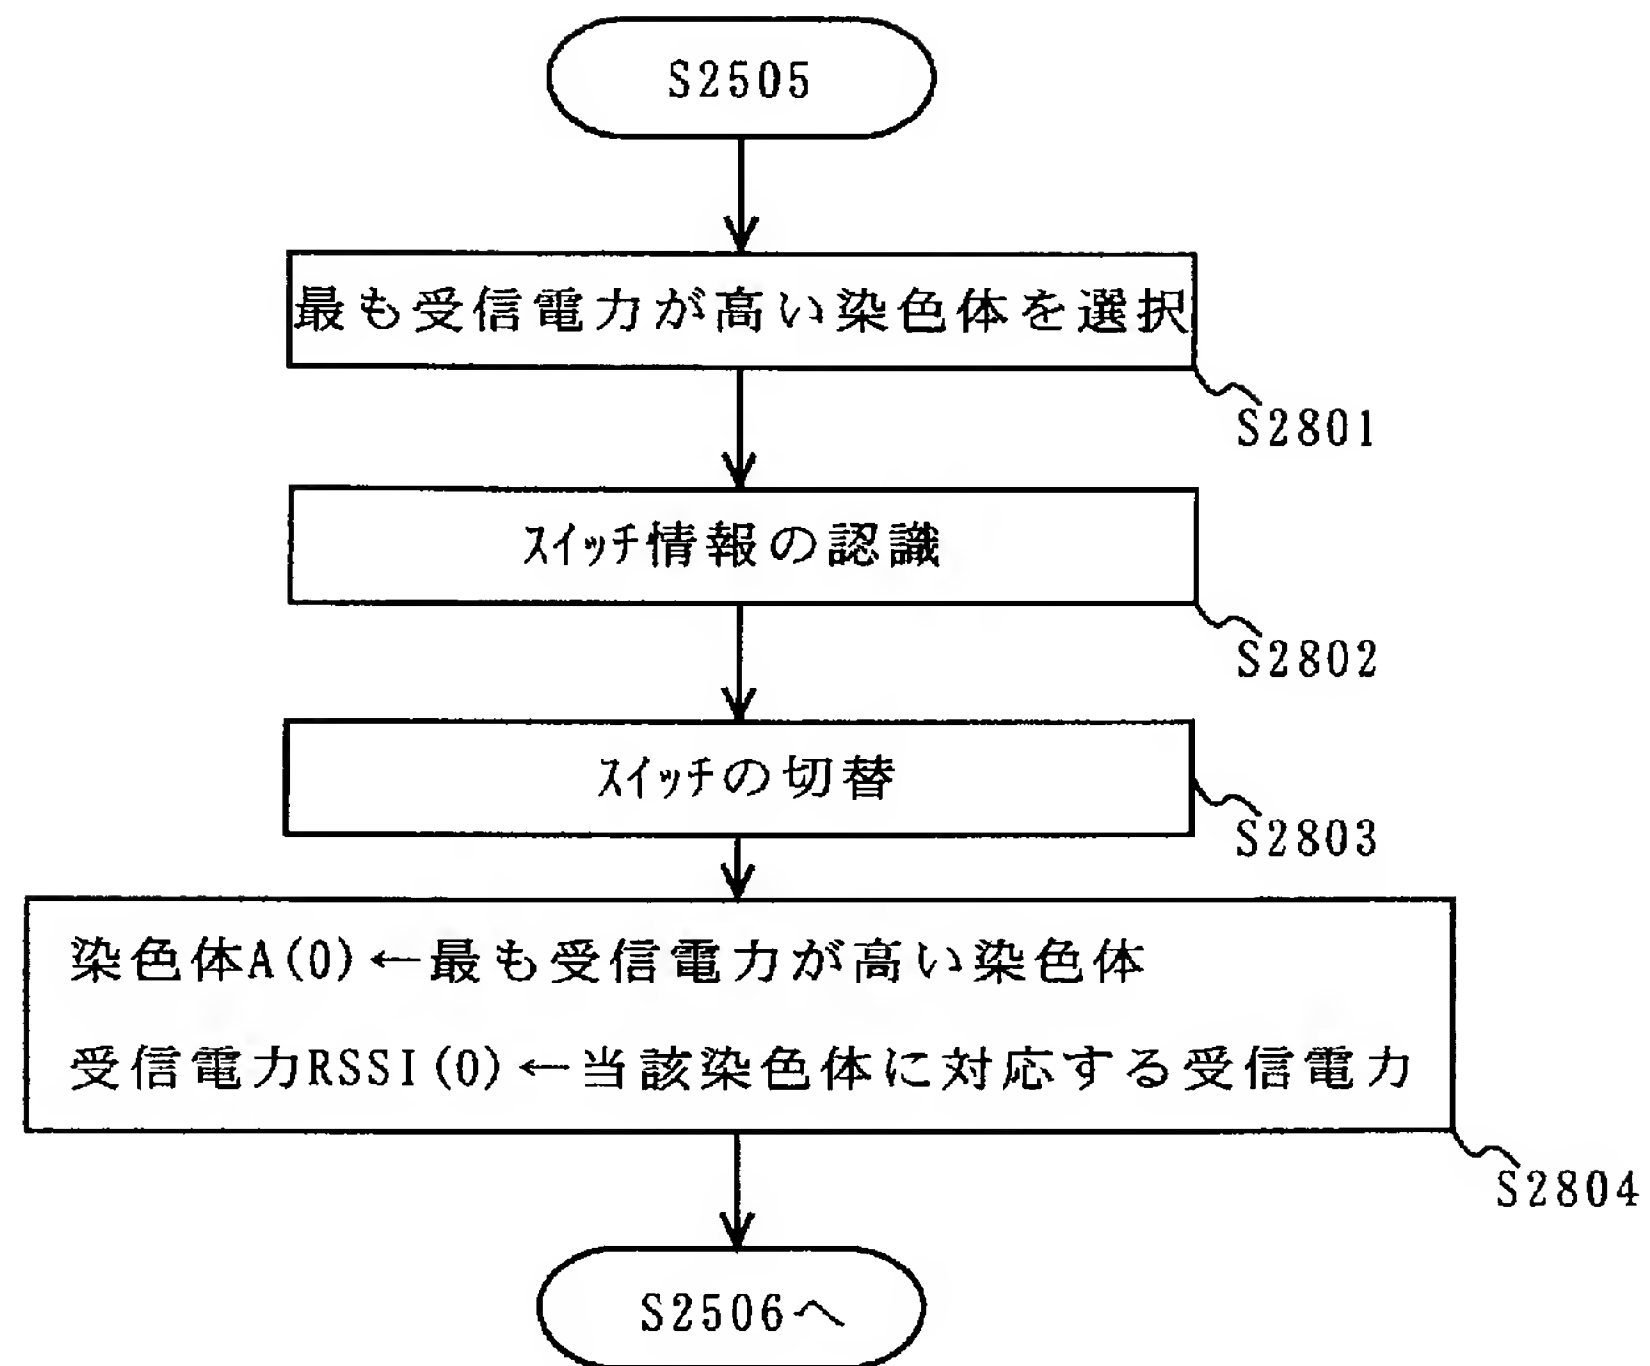 S2505
最も受信電力が高い染色体を選択
S2801
ｽｲｯﾁ情報の認識
S2802
ｽｲｯﾁの切替
S2803
染色体A(0)←最も受信電力が高い染色体
受信電力RSSI(0)←当該染色体に対応する受信電力
S2804
S2506へ